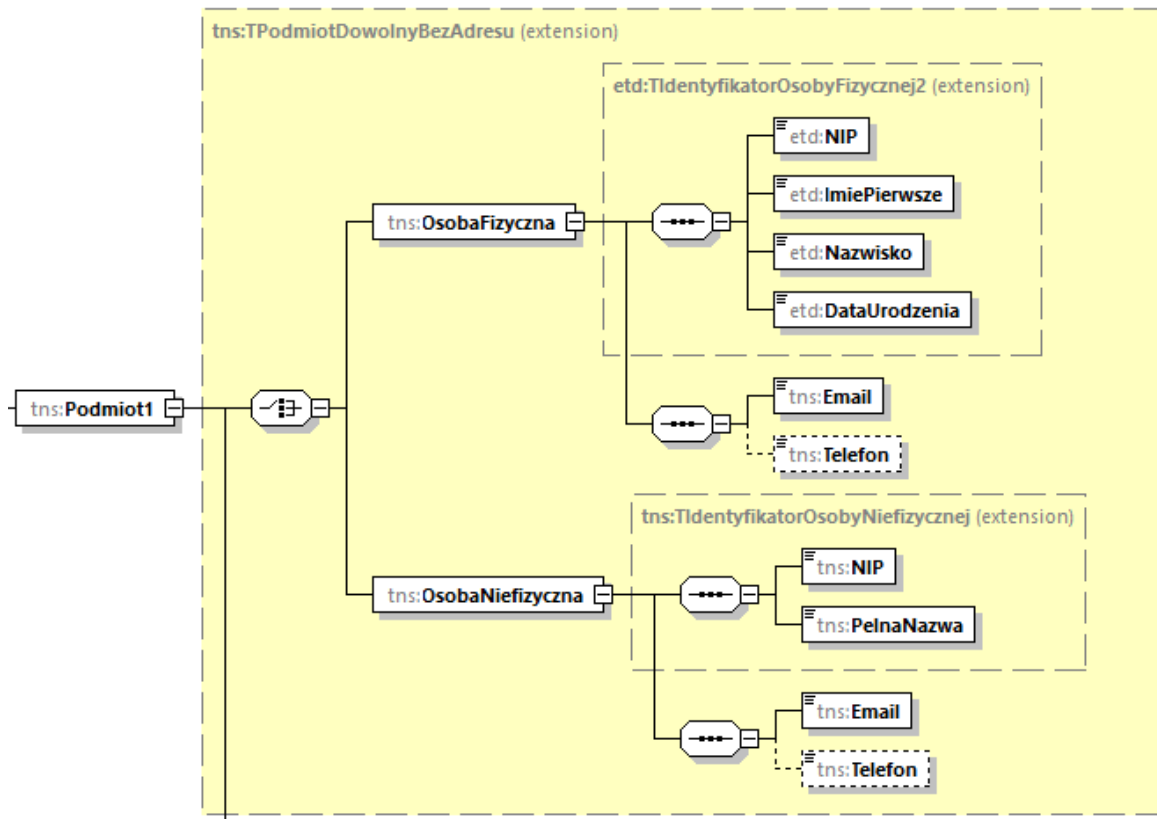 tns:TPodmiotDowolnyBezAdresu (extension)
etd:TIdentyfikatorOsobyFizycznej2 (extension)
etd:NIP
etd:ImiePierwsze
tns:OsobaFizyczna
etd:Nazwisko
etd:DataUrodzenia
tns:Podmiot1
tns:Email
tns:Telefon
tns:TIdentyfikatorOsobyNiefizycznej (extension)
tns:NIP
tns:OsobaNiefizyczna
tns:PelnaNazwa
tns:Email
tns:Telefon